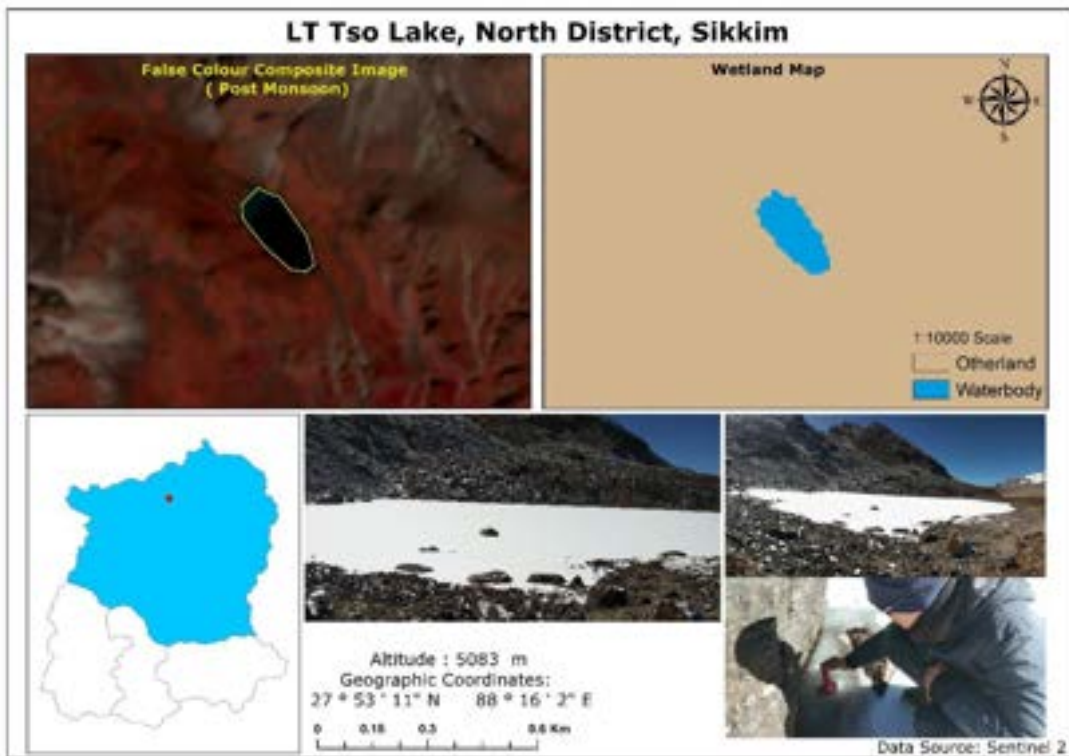 LT Tso Lake, North District, Sikkim
False Colour Composite Image
( Post Monsoon)
Wetland Map
N
W E
S
1:10000 Scale
Otherland
Waterbody
Altitude : 5083 m
Geographic Coordinates:
27 ° 53 ' 11" N 88 ° 16 ' 2" E
0 0.15 0.3 0.6 Km
Data Source: Sentinel 2